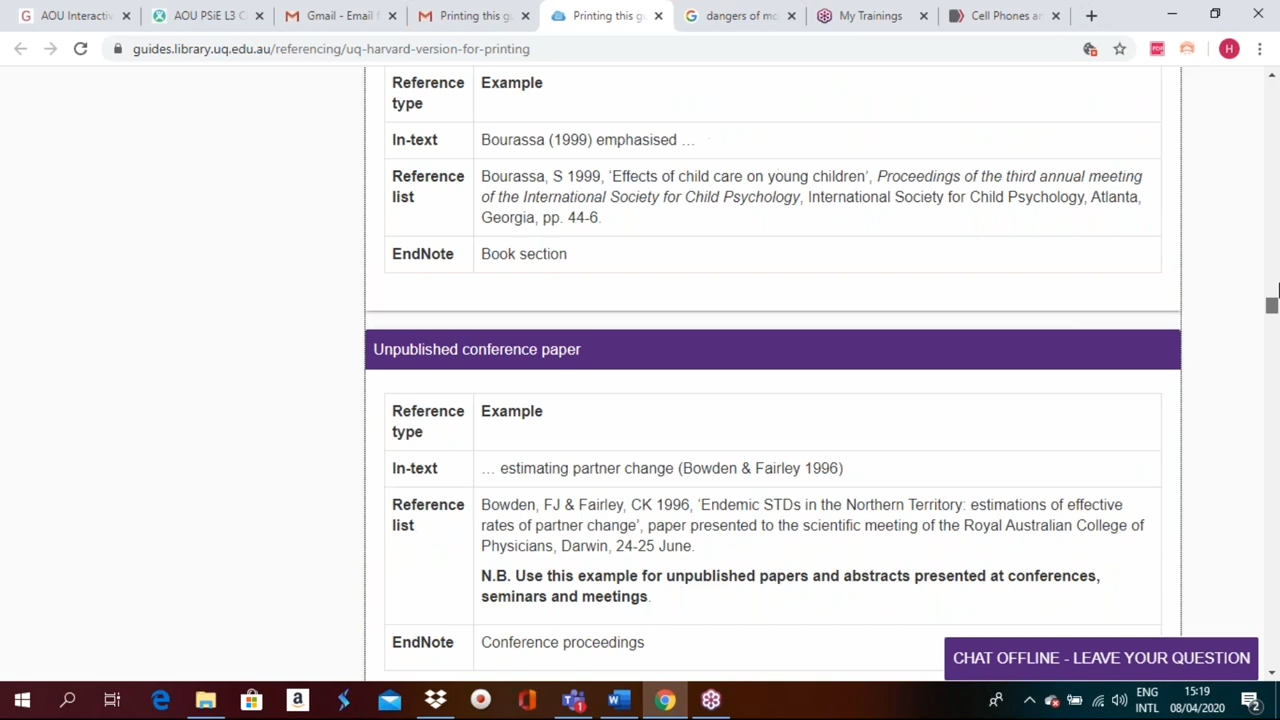 AOU Interactiv
AOU PSiE L3 C
Gmail - Email f
Printing this gu
Printing this gu
dangers of mo
My Trainings
Cell Phones an
guides.library.uq.edu.au/referencing/uq-harvard-version-for-printing
PDF
H
Reference type
Example
In-text
Bourassa (1999) emphasised …
Reference list
Bourassa, S 1999, ‘Effects of child care on young children’, Proceedings of the third annual meeting
of the International Society for Child Psychology, International Society for Child Psychology, Atlanta,
Georgia, pp. 44-6.
EndNote
Book section
Unpublished conference paper
Reference type
Example
In-text
… estimating partner change (Bowden & Fairley 1996)
Reference list
Bowden, FJ & Fairley, CK 1996, ‘Endemic STDs in the Northern Territory: estimations of effective
rates of partner change’, paper presented to the scientific meeting of the Royal Australian College of
Physicians, Darwin, 24-25 June.
N.B. Use this example for unpublished papers and abstracts presented at conferences,
seminars and meetings.
EndNote
Conference proceedings
CHAT OFFLINE - LEAVE YOUR QUESTION
ENG
INTL
15:19
08/04/2020
2